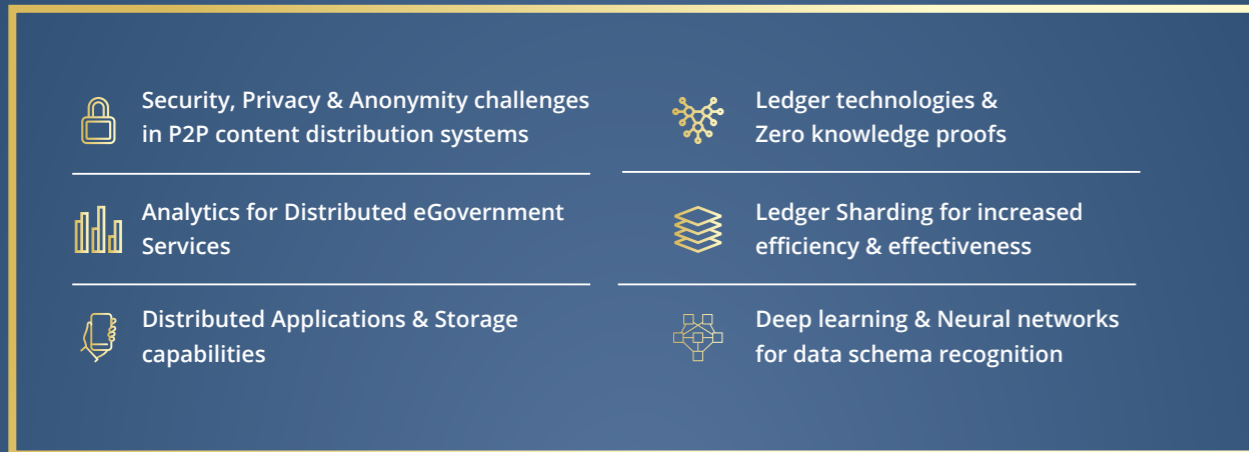 Security, Privacy & Anonymity challenges
in P2P content distribution systems
Analytics for Distributed eGovernment
Services
Distributed Applications & Storage
capabilities
Ledger technologies &
Zero knowledge proofs
Ledger Sharding for increased
efficiency & effectiveness
Deep learning & Neural networks
for data schema recognition